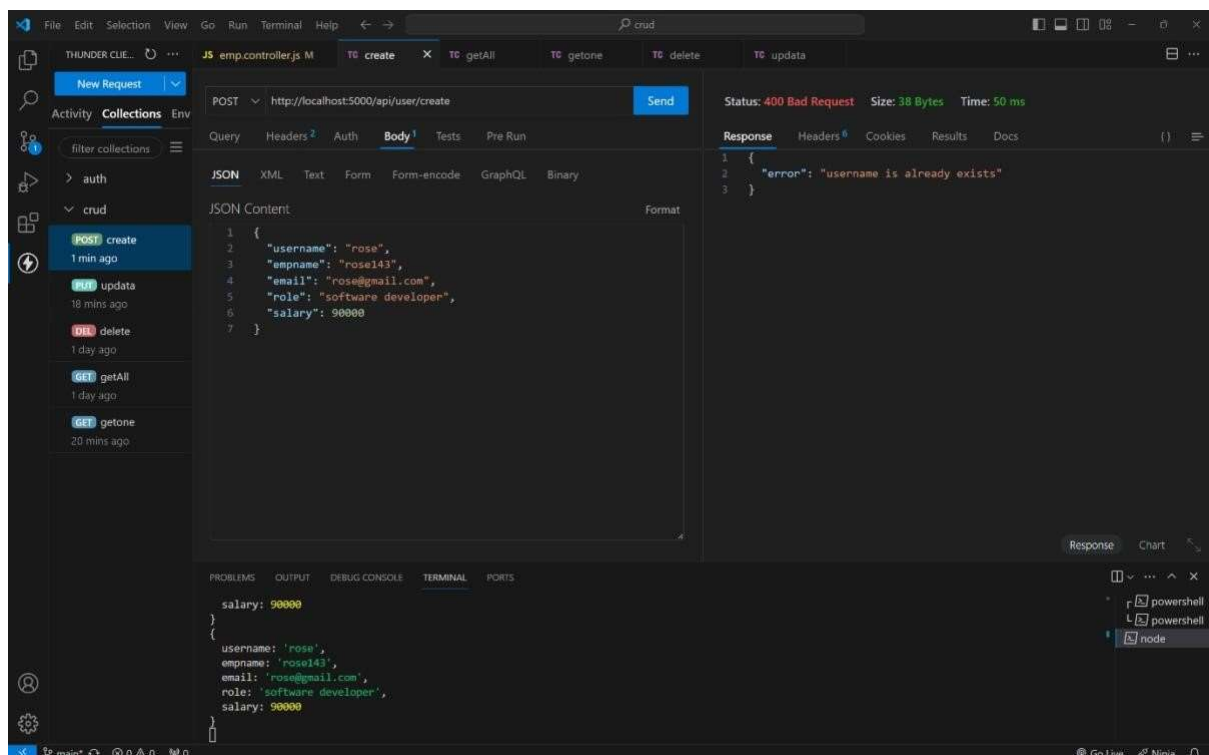 File Edit Selection View Go Run Terminal Help ← → crud
THUNDER CLIE... ···
JS emp.controller.js M TC create × TC getAll TC getone TC delete TC updata ···
New Request
Activity Collections Env
filter collections
> auth
crud
POST create
1 min ago
PUT updata
18 mins ago
DEL delete
1 day ago
GET getAll
1 day ago
GET getone
20 mins ago
POST http://localhost:5000/api/user/create Send
Query Headers 2 Auth Body 1 Tests Pre Run
JSON XML Text Form Form-encode GraphQL Binary
JSON Content Format
1 {
2 "username": "rose",
3 "empname": "rose143",
4 "email": "rose@gmail.com",
5 "role": "software developer",
6 "salary": 90000
7 }
Status: 400 Bad Request Size: 38 Bytes Time: 50 ms
Response Headers 6 Cookies Results Docs {}
1 {
2 "error": "username is already exists"
3 }
Response Chart
PROBLEMS OUTPUT DEBUG CONSOLE TERMINAL PORTS
salary: 90000
}
{
username: 'rose',
empname: 'rose143',
email: 'rose@gmail.com',
role: 'software developer',
salary: 90000
}
powershell
powershell
node
main* 0 0 0 Go Live Ninja